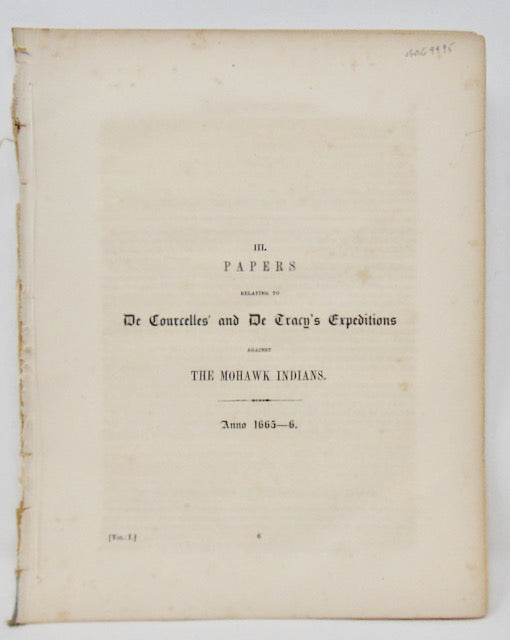 III.
PAPERS
RELATING TO
De Courcelles' and De Tracy's Expeditions
AGAINST
THE MOHAWK INDIANS.
Anno 1665—6.
[VOL. I.]
6